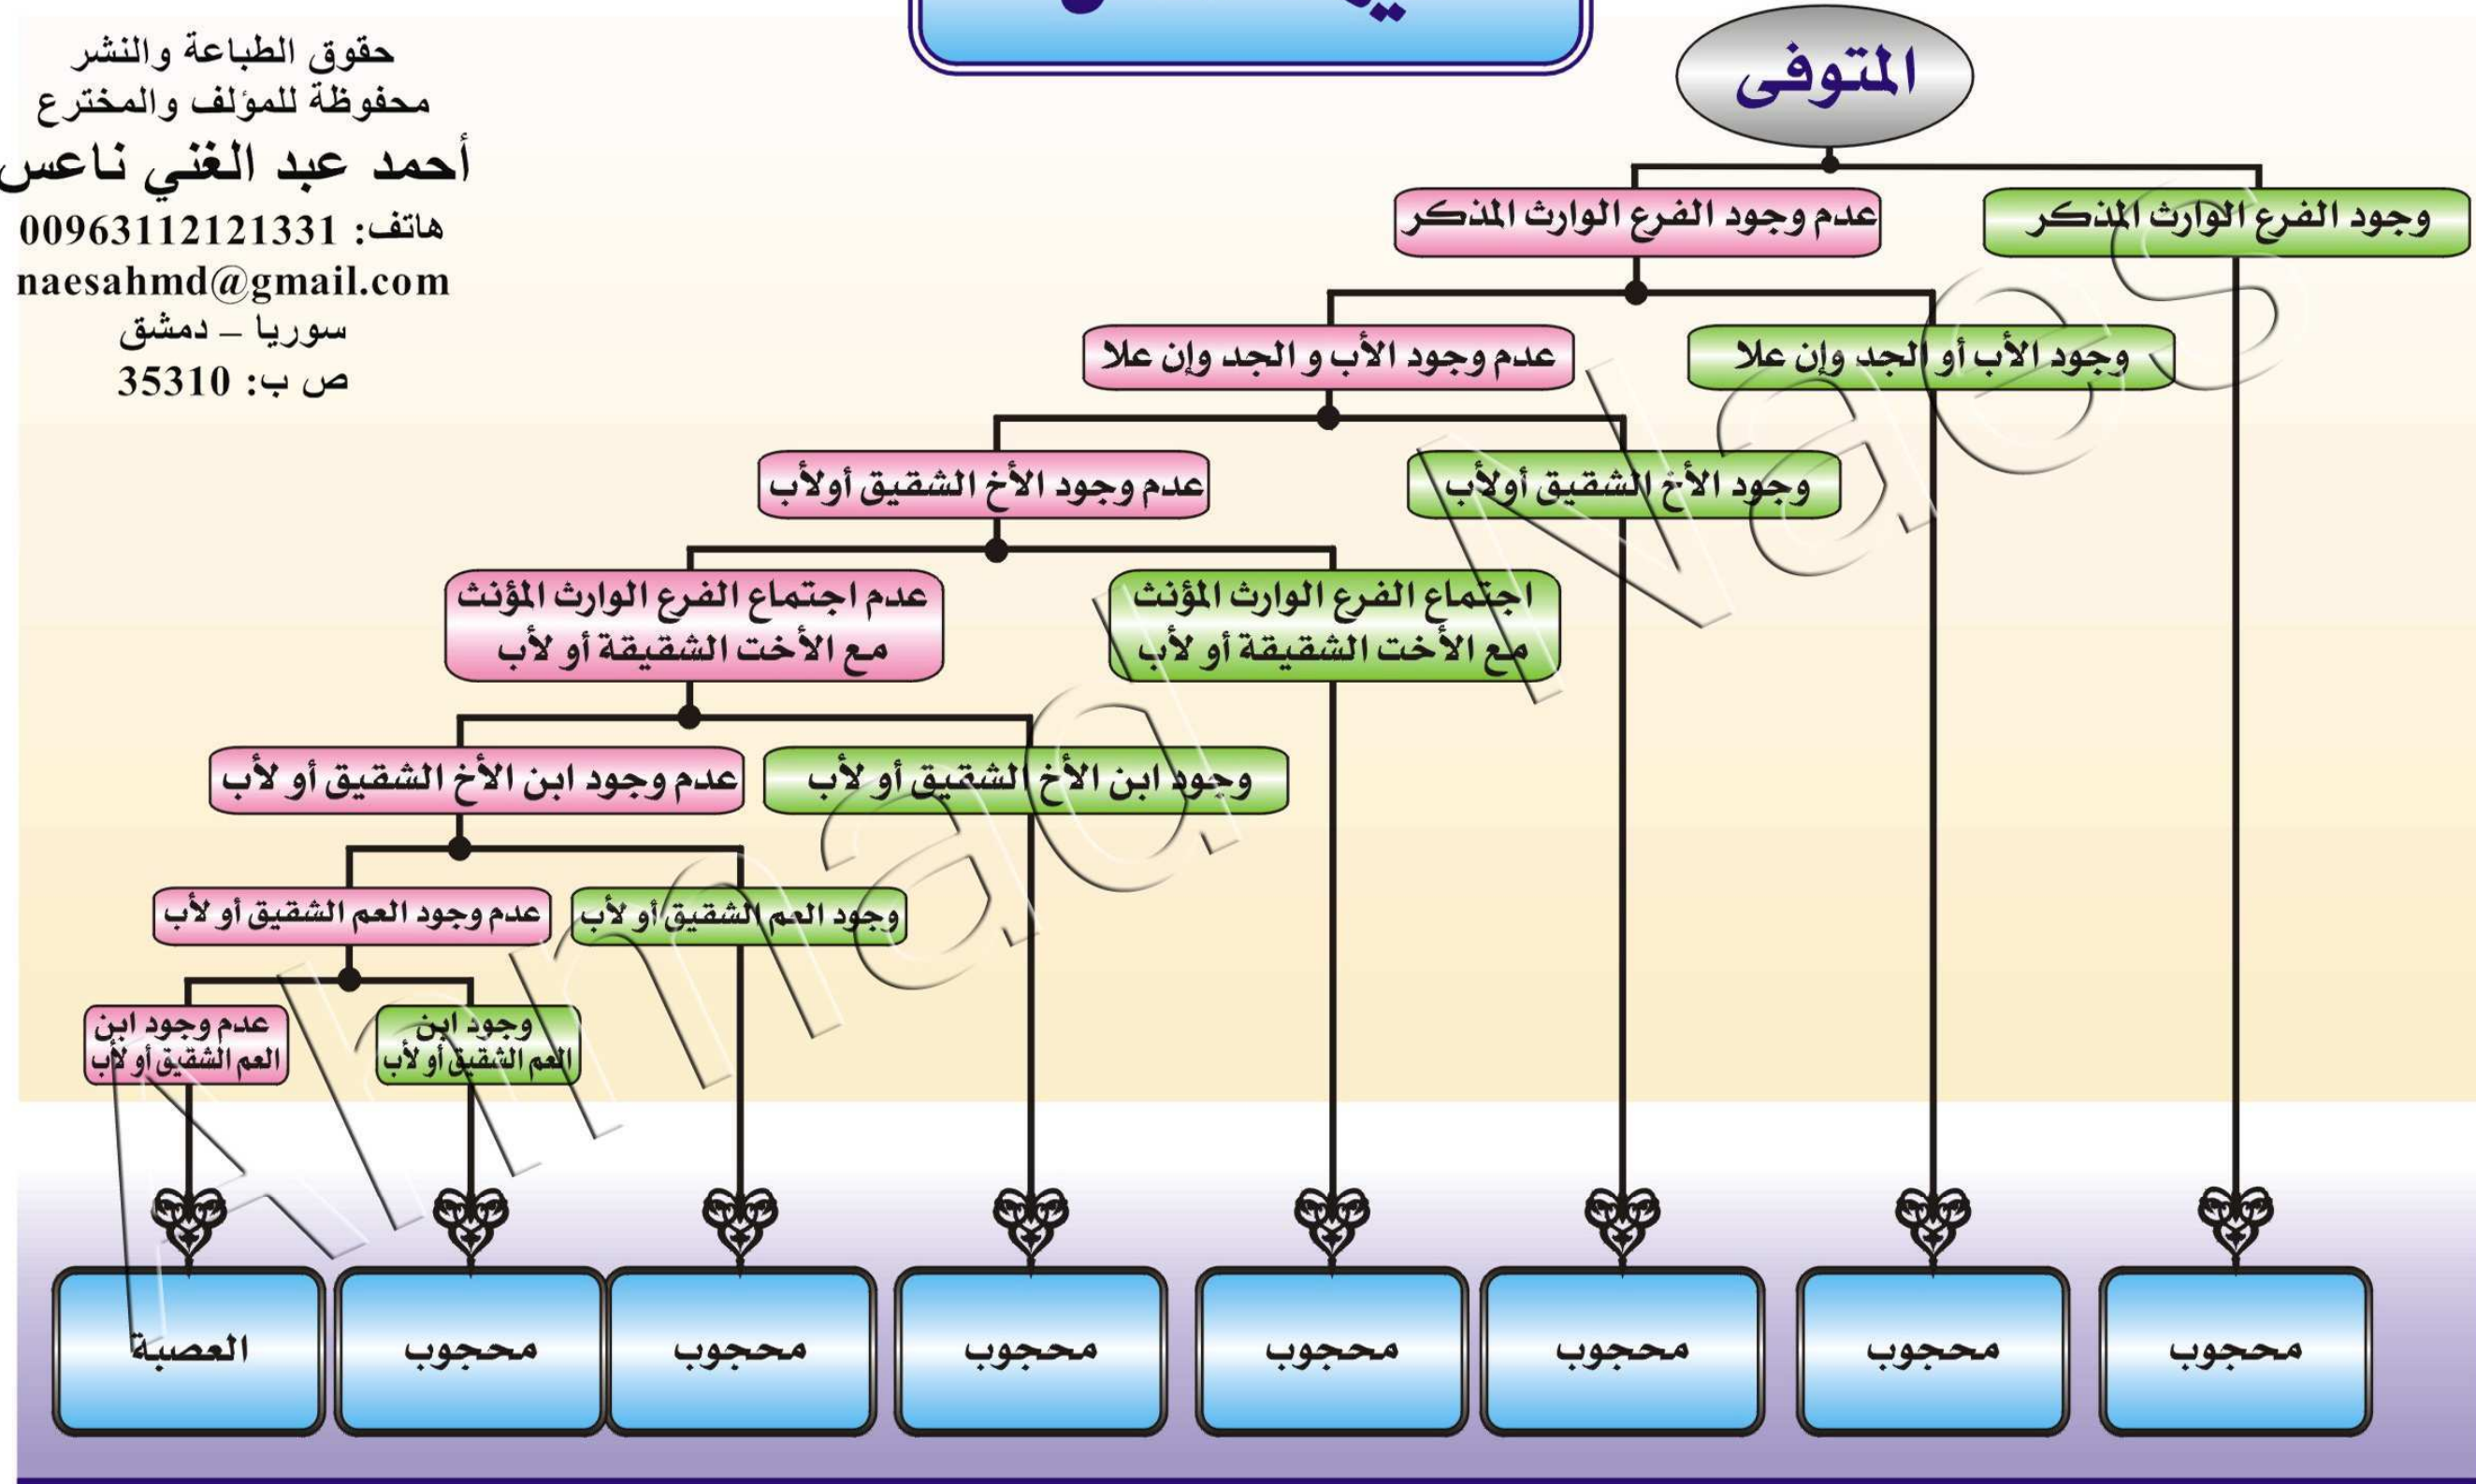 حقوق الطباعة والنشر
محفوظة للمؤلف والمخترع
أحمد عبد الغني ناعس
هاتف: 00963112121331
naesahmd@gmail.com
سوريا – دمشق
ص ب: 35310
المتوفى
وجود الفرع الوارث المذكر
عدم وجود الفرع الوارث المذكر
وجود الأب أو الجد وإن علا
عدم وجود الأب و الجد وإن علا
وجود الأخ الشقيق أولأب
عدم وجود الأخ الشقيق أولأب
اجتماع الفرع الوارث المؤنث
مع الأخت الشقيقة أو لأب
عدم اجتماع الفرع الوارث المؤنث
مع الأخت الشقيقة أو لأب
وجود ابن الأخ الشقيق أو لأب
عدم وجود ابن الأخ الشقيق أو لأب
وجود العم الشقيق أو لأب
عدم وجود العم الشقيق أو لأب
وجود ابن
العم الشقيق أو لأب
عدم وجود ابن
العم الشقيق أو لأب
محجوب
محجوب
محجوب
محجوب
محجوب
محجوب
محجوب
العصبة
Ahmad Naes